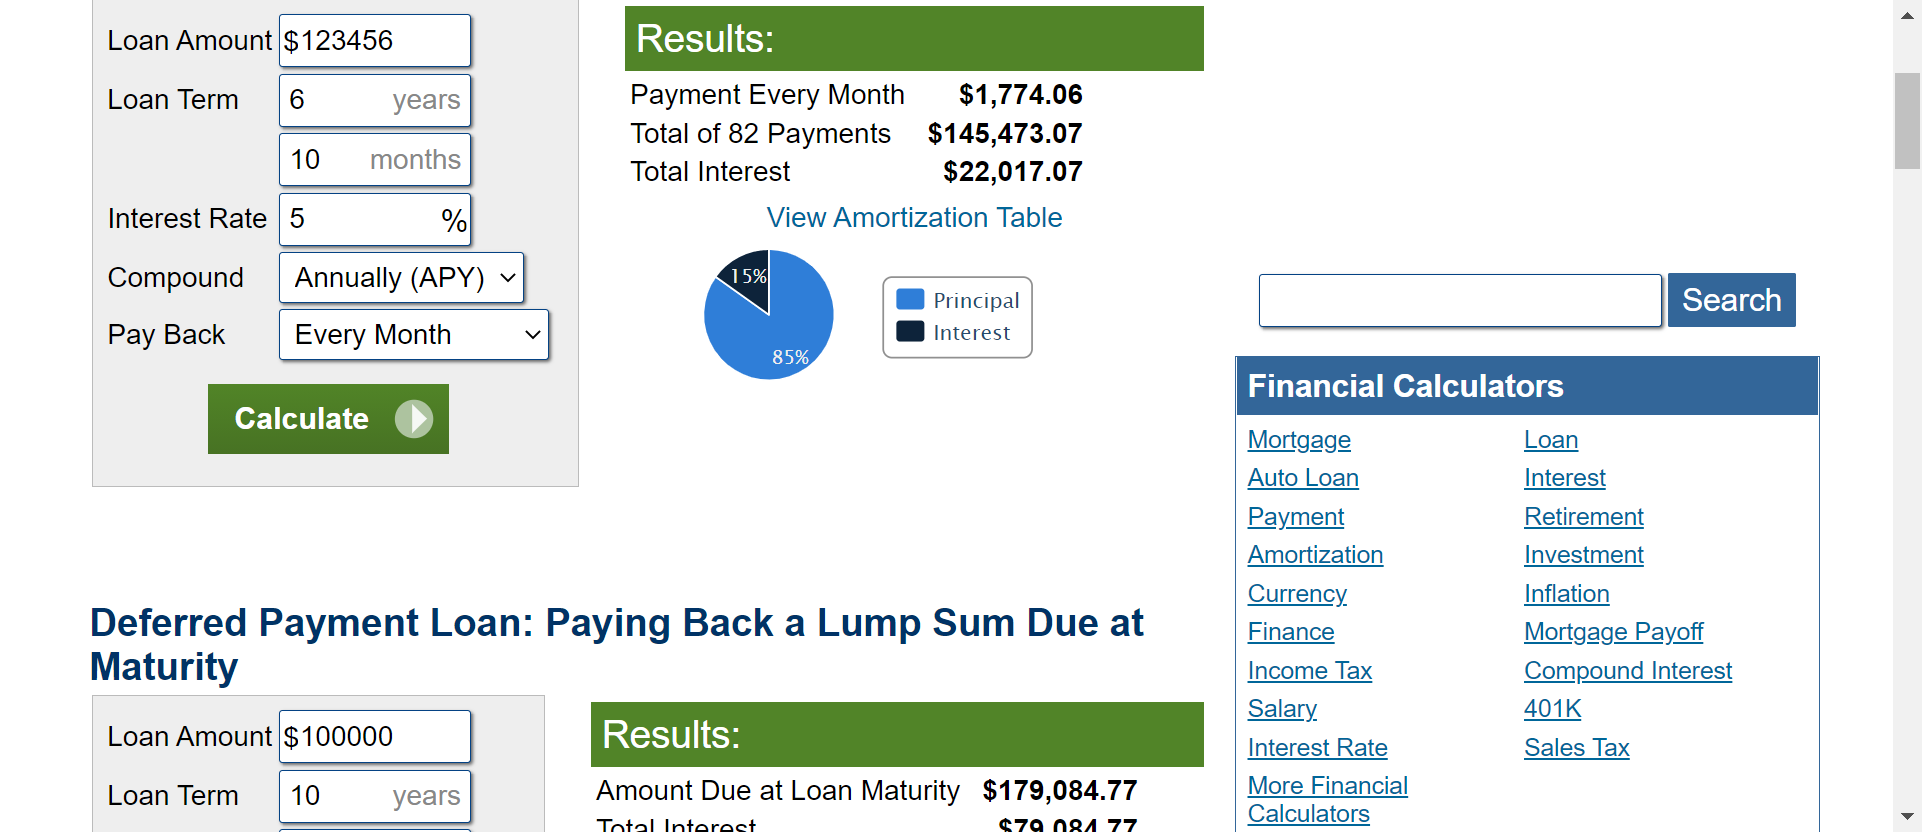 Loan Amount $123456
Loan Term 6 years
10 months
Interest Rate 5 %
Compound Annually (APY)
Pay Back Every Month
Calculate
Results:
Payment Every Month $1,774.06
Total of 82 Payments $145,473.07
Total Interest $22,017.07
View Amortization Table
15%
85%
Principal
Interest
Deferred Payment Loan: Paying Back a Lump Sum Due at
Maturity
Loan Amount $100000
Loan Term 10 years
Results:
Amount Due at Loan Maturity $179,084.77
Total Interest $79,084.77
Search
Financial Calculators
Mortgage Loan
Auto Loan Interest
Payment Retirement
Amortization Investment
Currency Inflation
Finance Mortgage Payoff
Income Tax Compound Interest
Salary 401K
Interest Rate Sales Tax
More Financial
Calculators